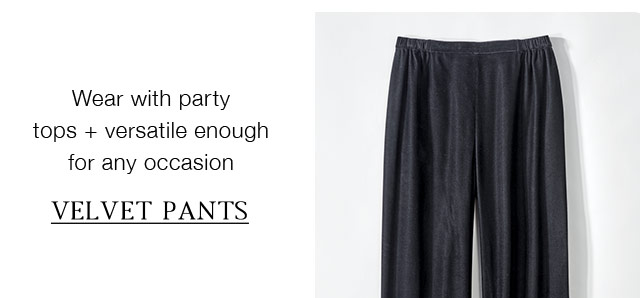 Wear with party
tops + versatile enough
for any occasion
VELVET PANTS